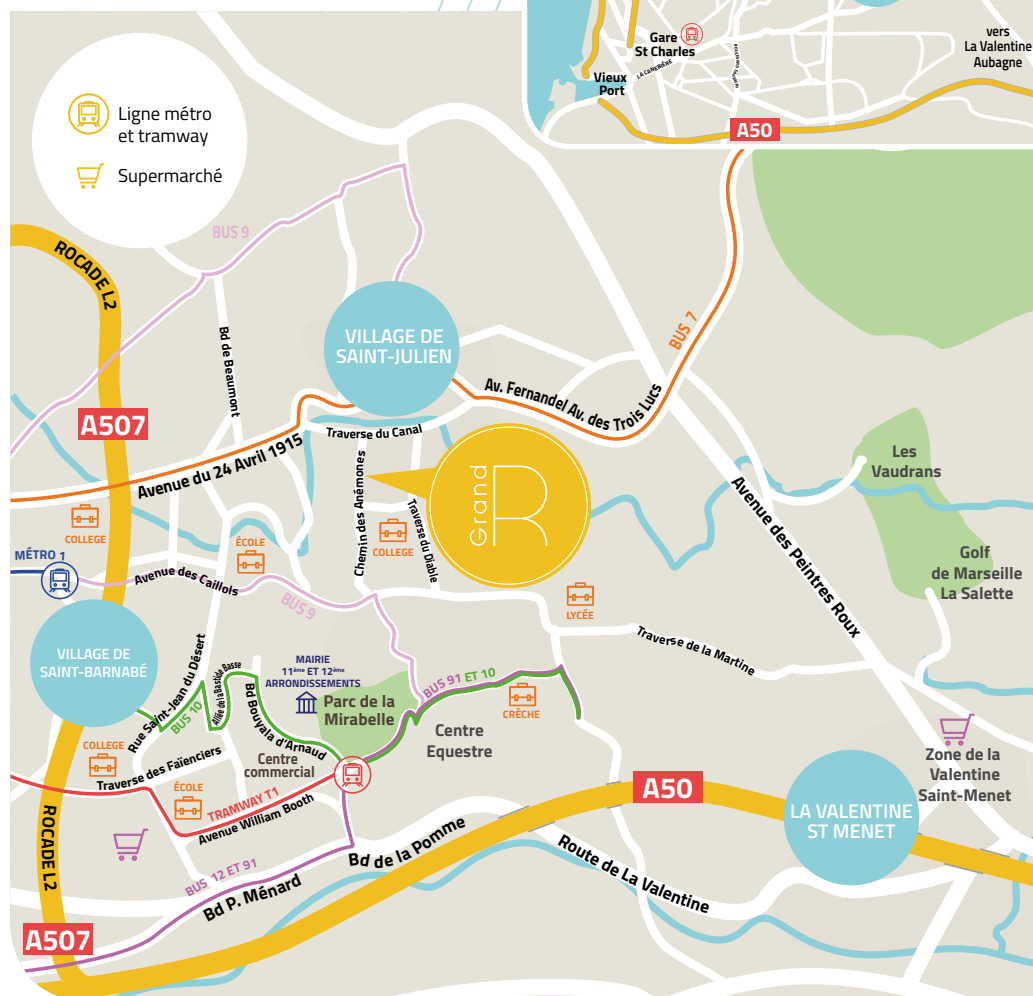 Ligne métro
et tramway
Supermarché
Gare
St Charles
LA CANEBIÈRE
Vieux
Port
A50
vers
La Valentine
Aubagne
BUS 9
ROCADE L2
A507
Bd de Beaumont
VILLAGE DE
SAINT-JULIEN
BUS 7
Av. Fernandel Av. des Trois Lucs
Traverse du Canal
Avenue du 24 Avril 1915
Grand
R
Chemin des Anémones
Traverse du Diable
COLLEGE
COLLEGE
ÉCOLE
MÉTRO 1
Avenue des Caillols
BUS 9
LYCÉE
Avenue des Peintres Roux
Les
Vaudrans
Golf
de Marseille
La Salette
Traverse de la Martine
VILLAGE DE
SAINT-BARNABÉ
Rue Saint-Jean du Désert
BUS 10
Allée de la Bastide Basse
Bd Bouyala d'Arnaud
MAIRIE
11ème ET 12ème
ARRONDISSEMENTS
Parc de la
Mirabelle
BUS 91 ET 10
CRÈCHE
Centre
Equestre
Centre
commercial
COLLEGE
Traverse des Faïenciers
ÉCOLE
TRAMWAY T1
Avenue William Booth
ROCADE L2
BUS 12 ET 91
Bd P. Ménard
Bd de la Pomme
A50
Route de La Valentine
LA VALENTINE
ST MENET
Zone de la
Valentine
Saint-Menet
A507